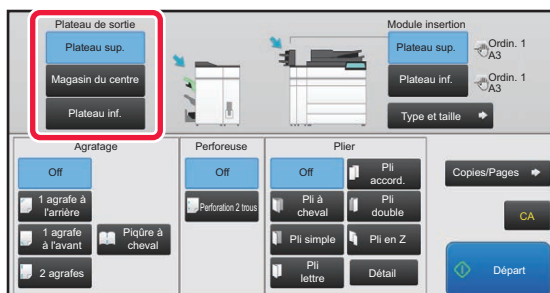 Plateau de sortie
Plateau sup.
Magasin du centre
Plateau inf.
Module insertion
Plateau sup.
Ordin. 1
A3
Plateau inf.
Ordin. 1
A3
Type et taille
Agrafage
Off
1 agrafe à
l'arrière
1 agrafe
à l'avant
Piqûre à
cheval
2 agrafes
Perforeuse
Off
Perforation 2 trous
Plier
Off
Pli
accord.
Pli à
cheval
Pli
double
Pli simple
Pli en Z
Pli
lettre
Détail
Copies/Pages
CA
Départ